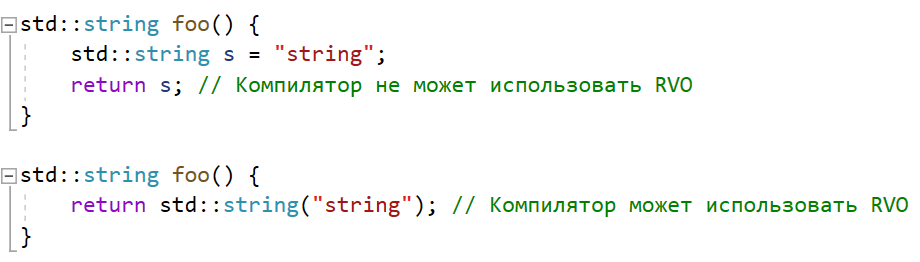 std::string foo() {
    std::string s = "string";
    return s; // Компилятор не может использовать RVO
}
std::string foo() {
    return std::string("string"); // Компилятор может использовать RVO
}